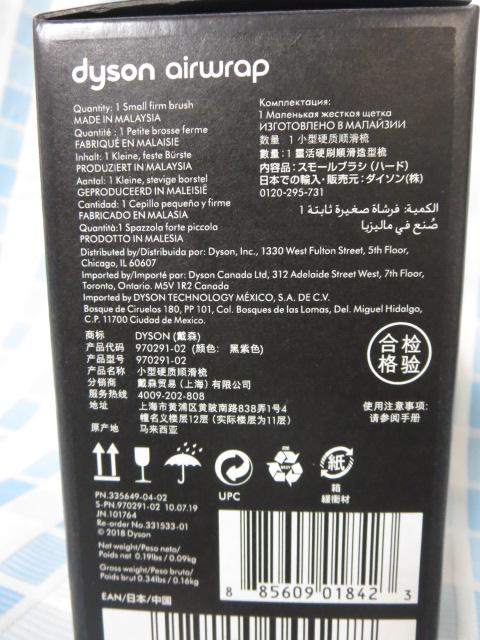 dyson airwrap
Quantity: 1 Small firm brush
MADE IN MALAYSIA
Quantité : 1 Petite brosse ferme
FABRIQUÉ EN MALAISIE
Inhalt: 1 Kleine, feste Bürste
PRODUZIERT IN MALAYSIA
Aantal: 1 Kleine, stevige borstel
GEPRODUCEERD IN MALEISIË
Cantidad: 1 Cepillo pequeño y firme
FABRICADO EN MALASIA
Quantità:1 Spazzola forte piccola
PRODOTTO IN MALESIA
Комплектация:
1 Маленькая жесткая щетка
ИЗГОТОВЛЕНО В МАЛАЙЗИИ
数量 1 小型硬质顺滑梳
數量：1 靈活硬刷順滑造型梳
内容品：スモールブラシ（ハード）
日本での輸入・販売元：ダイソン(株)
0120-295-731
الكمية: فرشاة صغيرة ثابتة 1
صُنع في ماليزيا
Distributed by/Distribuida por: Dyson, Inc., 1330 West Fulton Street, 5th Floor,
Chicago, IL 60607
Imported by/Importé par: Dyson Canada Ltd, 312 Adelaide Street West, 7th Floor,
Toronto, Ontario. M5V 1R2 Canada
Imported by DYSON TECHNOLOGY MÉXICO, S.A. DE C.V.
Bosque de Ciruelos 180, PP 101, Col. Bosques de las Lomas, Del. Miguel Hidalgo,
C.P. 11700 Ciudad de Mexico.
商标 DYSON (戴森)
产品代码 970291-02 (颜色： 黑紫色)
产品型号 970291-02
产品名称 小型硬质顺滑梳
分销商 戴森贸易（上海）有限公司
服务热线 4009-202-808
地址 上海市黄浦区黄陂南路838弄1号4
幢名义楼层12层 (实际楼层为11层)
原产地 马来西亚
合检
格验
使用注意事项:
请参阅手册
UPC
紙
箱
緩衝材
PN.335649-04-02
S-PN.970291-02 10.07.19
JN.101764
Re-order No.331533-01
© 2018 Dyson
Net weight/Peso neto/
Poids net 0.19lbs / 0.09kg
Gross weight/Peso bruto/
Poids brut 0.34lbs / 0.16kg
8 85609 01842 3
EAN/日本/中国